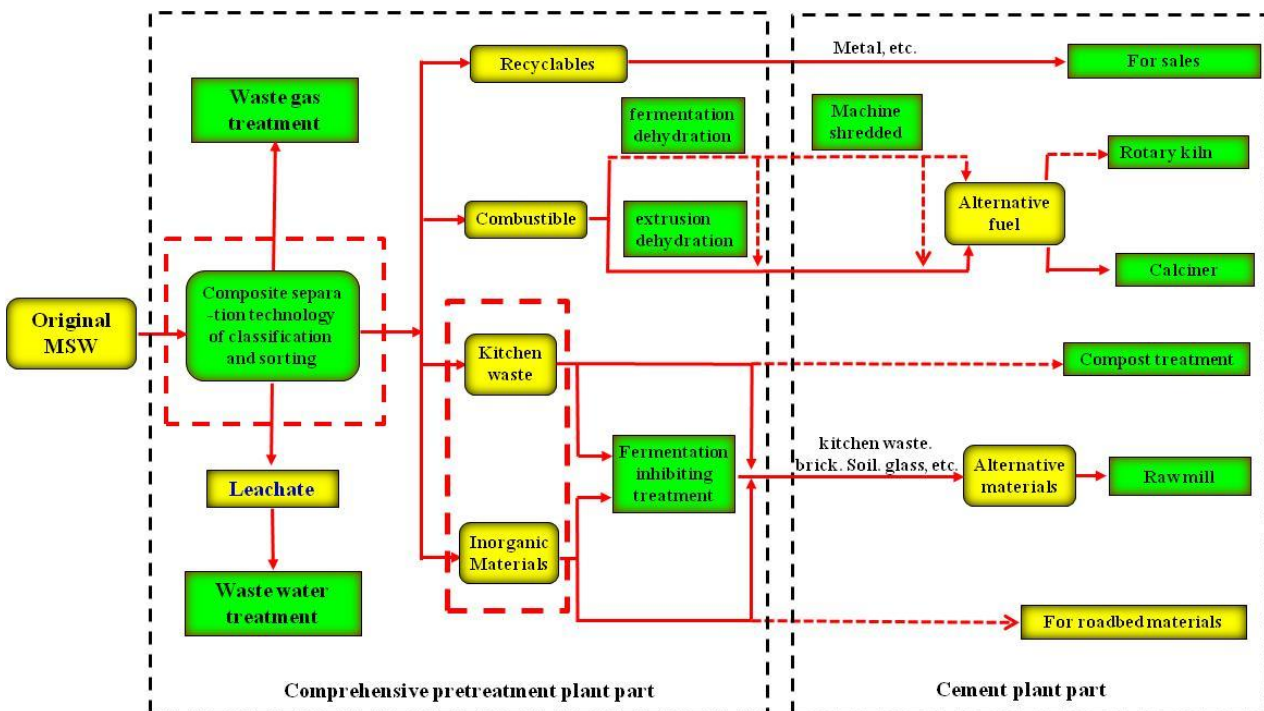 Original
MSW
Waste gas
treatment
Composite separa
-tion technology
of classification
and sorting
Leachate
Waste water
treatment
Recyclables
Combustible
Kitchen
waste
Inorganic
Materials
fermentation
dehydration
extrusion
dehydration
Fermentation
inhibiting
treatment
Comprehensive pretreatment plant part
Metal, etc.
For sales
Machine
shredded
Alternative
fuel
Rotary kiln
Calciner
Compost treatment
kitchen waste.
brick. Soil. glass, etc.
Alternative
materials
Raw mill
For roadbed materials
Cement plant part